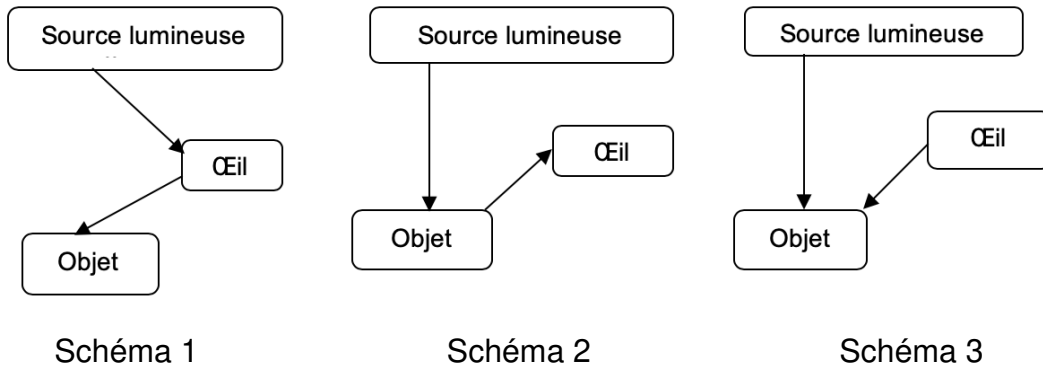 Source lumineuse
Œil
Objet
Schéma 1
Source lumineuse
Œil
Objet
Schéma 2
Source lumineuse
Œil
Objet
Schéma 3